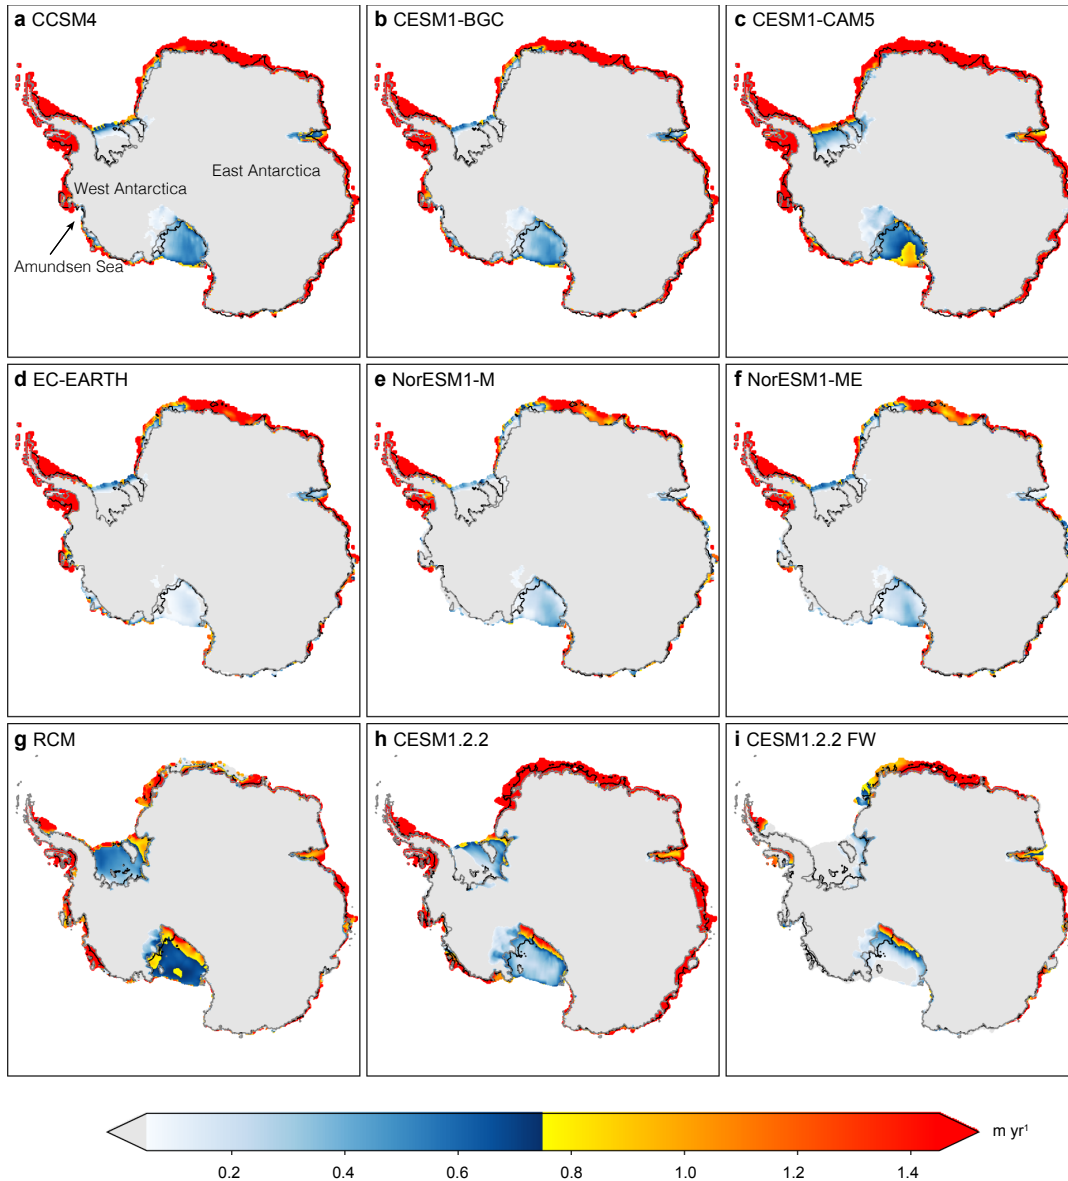 a CCSM4
b CESM1-BGC
c CESM1-CAM5
East Antarctica
West Antarctica
Amundsen Sea
d EC-EARTH
e NorESM1-M
f NorESM1-ME
g RCM
h CESM1.2.2
i CESM1.2.2 FW
m yr¹
0.2 0.4 0.6 0.8 1.0 1.2 1.4